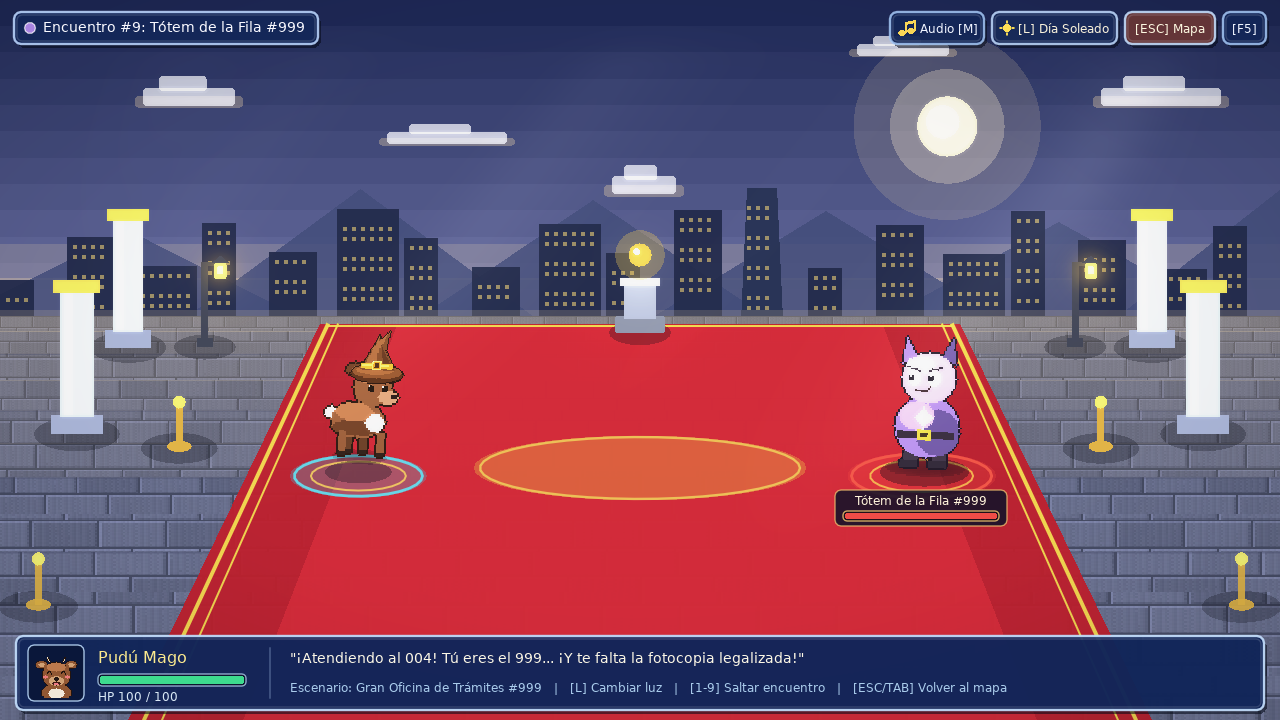 Encuentro #9: Tótem de la Fila #999
Audio [M]
[L] Día Soleado
[ESC] Mapa
[F5]
Tótem de la Fila #999
Pudú Mago
HP 100 / 100
"¡Atendiendo al 004! Tú eres el 999... ¡Y te falta la fotocopia legalizada!"
Escenario: Gran Oficina de Trámites #999 | [L] Cambiar luz | [1-9] Saltar encuentro | [ESC/TAB] Volver al mapa